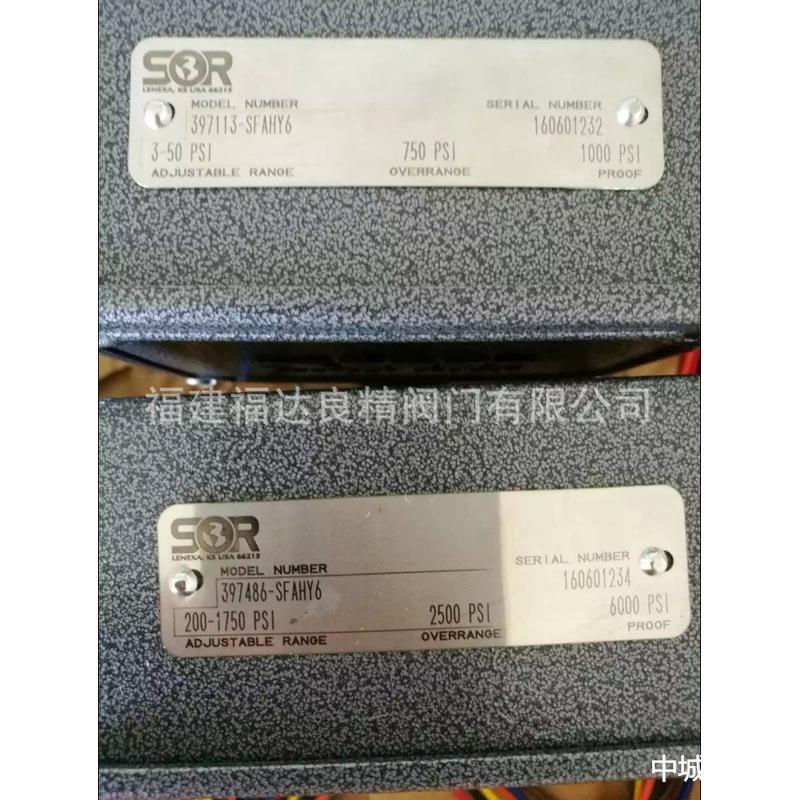 SOR
LENEXA, KS USA 66215
MODEL NUMBER
SERIAL NUMBER
397113-SFAHY6
160601232
3-50 PSI
750 PSI
1000 PSI
ADJUSTABLE RANGE
OVERRANGE
PROOF
福建福达良精阀门有限公司
SOR
LENEXA, KS USA 66215
MODEL NUMBER
SERIAL NUMBER
397486-SFAHY6
160601234
200-1750 PSI
2500 PSI
6000 PSI
ADJUSTABLE RANGE
OVERRANGE
PROOF
中城